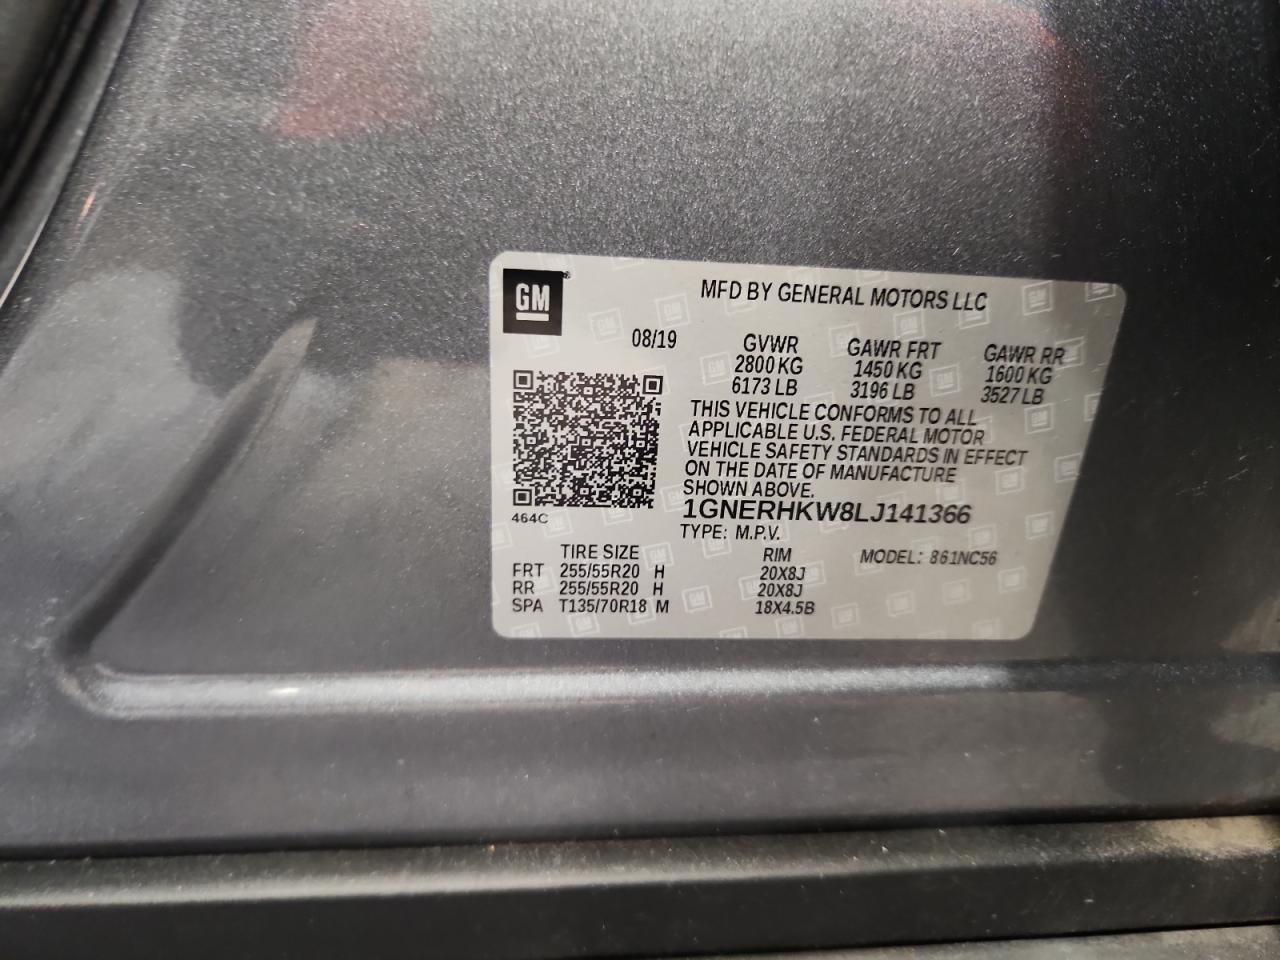 GM
MFD BY GENERAL MOTORS LLC
08/19
GVWR GAWR FRT GAWR RR
2800 KG 1450 KG 1600 KG
6173 LB 3196 LB 3527 LB
THIS VEHICLE CONFORMS TO ALL
APPLICABLE U.S. FEDERAL MOTOR
VEHICLE SAFETY STANDARDS IN EFFECT
ON THE DATE OF MANUFACTURE
SHOWN ABOVE.
464C
1GNERHKW8LJ141366
TYPE: M.P.V.
TIRE SIZE RIM MODEL: 861NC56
FRT 255/55R20 H 20X8J
RR 255/55R20 H 20X8J
SPA T135/70R18 M 18X4.5B